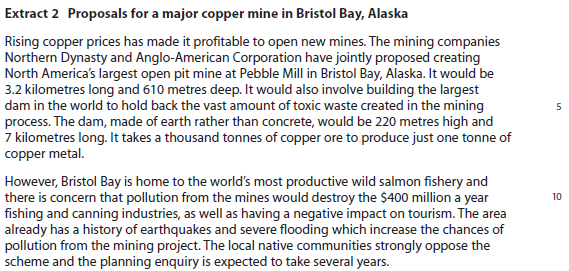 Extract 2 Proposals for a major copper mine in Bristol Bay, Alaska
Rising copper prices has made it profitable to open new mines. The mining companies
Northern Dynasty and Anglo-American Corporation have jointly proposed creating
North America's largest open pit mine at Pebble Mill in Bristol Bay, Alaska. It would be
3.2 kilometres long and 610 metres deep. It would also involve building the largest
dam in the world to hold back the vast amount of toxic waste created in the mining 5
process. The dam, made of earth rather than concrete, would be 220 metres high and
7 kilometres long. It takes a thousand tonnes of copper ore to produce just one tonne of
copper metal.
However, Bristol Bay is home to the world's most productive wild salmon fishery and
there is concern that pollution from the mines would destroy the $400 million a year 10
fishing and canning industries, as well as having a negative impact on tourism. The area
already has a history of earthquakes and severe flooding which increase the chances of
pollution from the mining project. The local native communities strongly oppose the
scheme and the planning enquiry is expected to take several years.